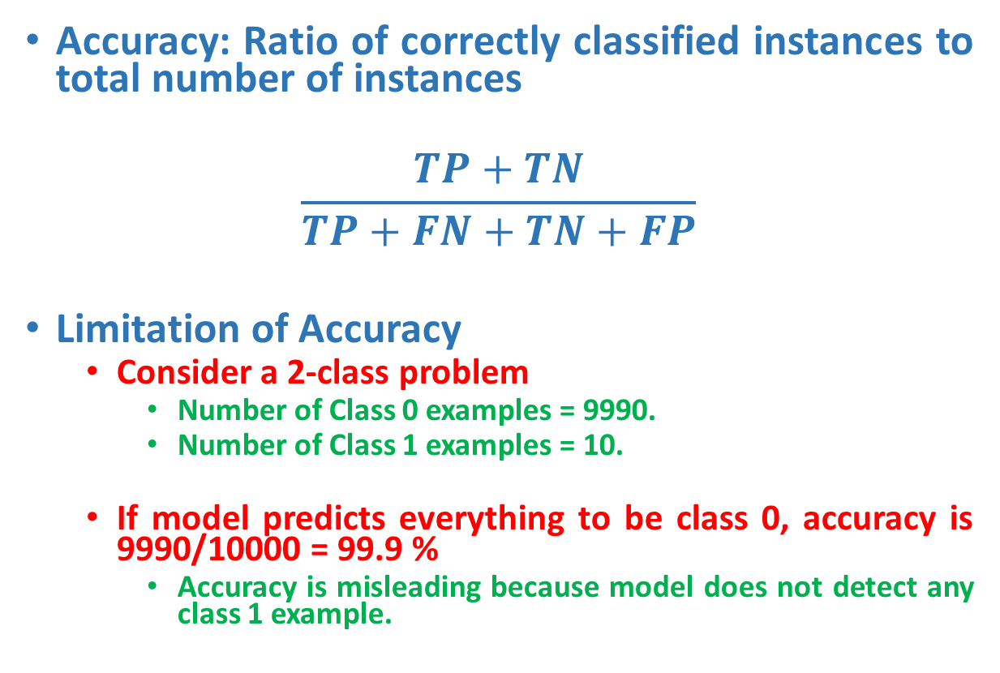 • Accuracy: Ratio of correctly classified instances to
total number of instances
TP + TN
TP + FN + TN + FP
• Limitation of Accuracy
• Consider a 2-class problem
• Number of Class 0 examples = 9990.
• Number of Class 1 examples = 10.
• If model predicts everything to be class 0, accuracy is
9990/10000 = 99.9 %
• Accuracy is misleading because model does not detect any
class 1 example.